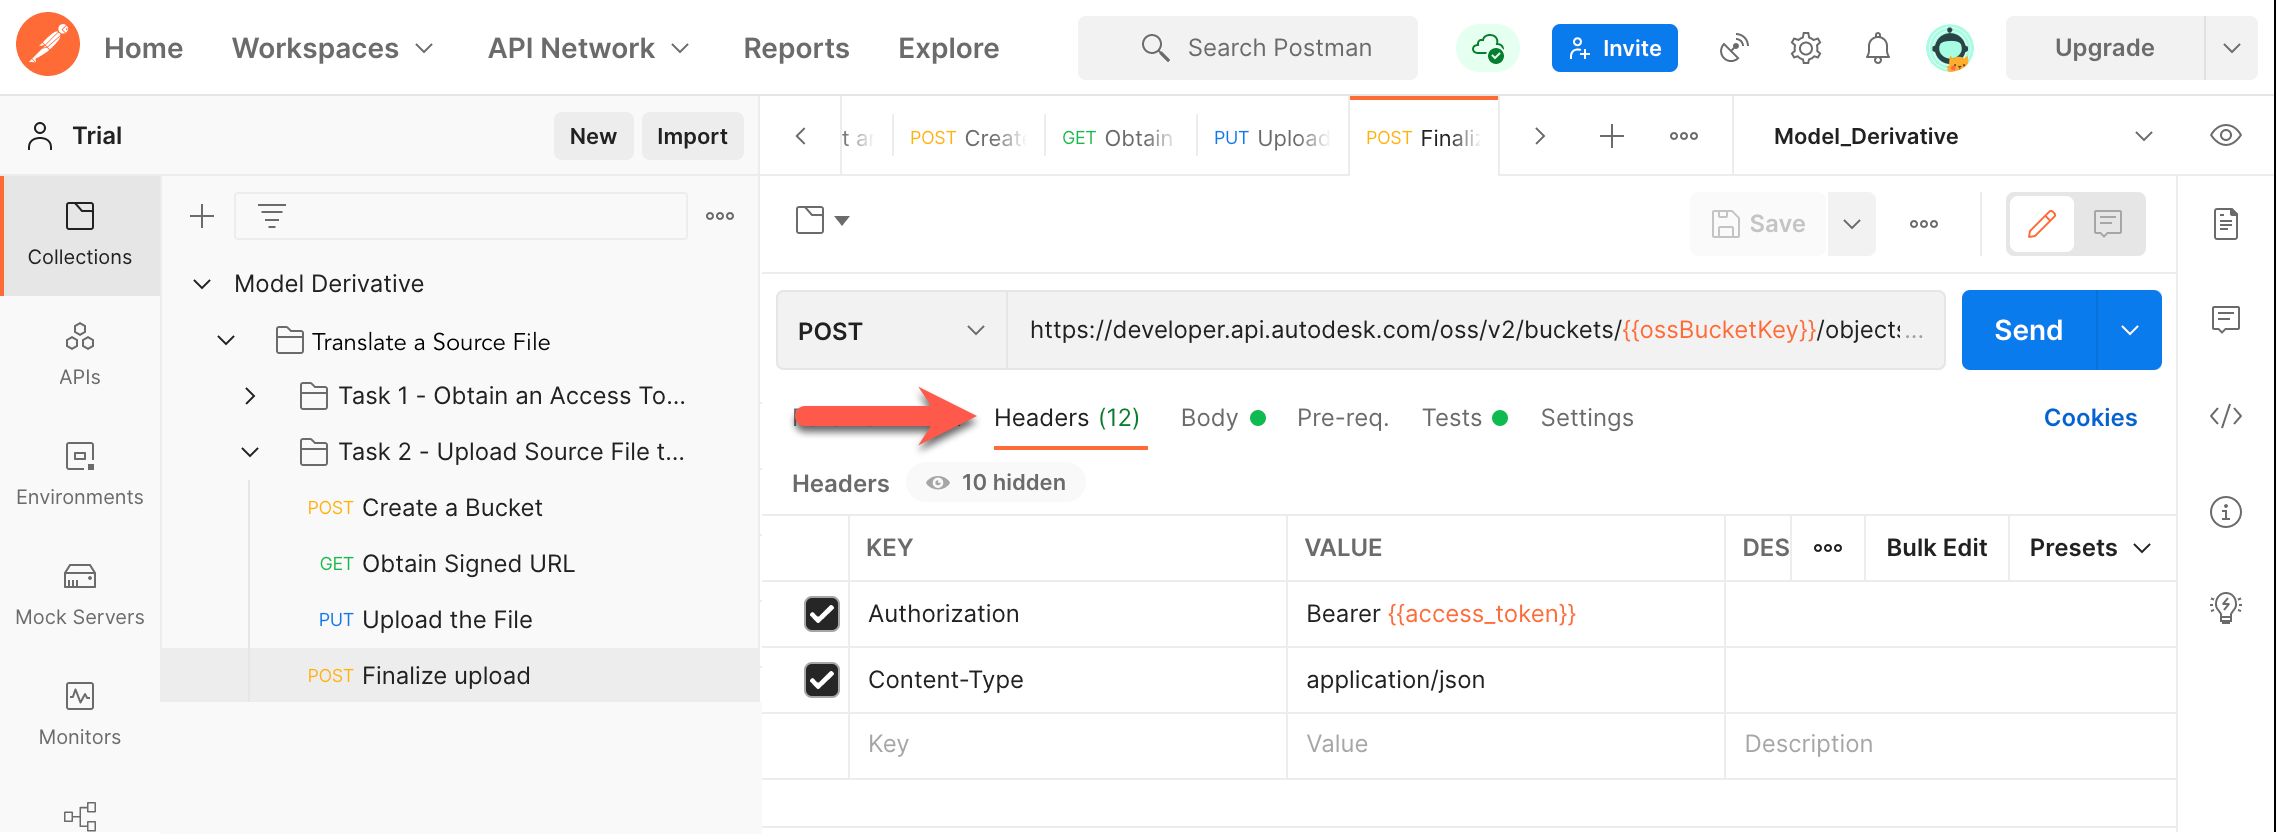 Home Workspaces API Network Reports Explore Search Postman Invite Upgrade
Trial New Import
POST Create GET Obtain PUT Upload POST Finaliz Model_Derivative
Save
Collections
Model Derivative
Translate a Source File
Task 1 - Obtain an Access To...
Task 2 - Upload Source File t...
POST Create a Bucket
GET Obtain Signed URL
PUT Upload the File
POST Finalize upload
APIs
Environments
Mock Servers
Monitors
POST https://developer.api.autodesk.com/oss/v2/buckets/{{ossBucketKey}}/objects... Send
Headers (12) Body Pre-req. Tests Settings Cookies
Headers 10 hidden
KEY VALUE DES Bulk Edit Presets
Authorization Bearer {{access_token}}
Content-Type application/json
Key Value Description